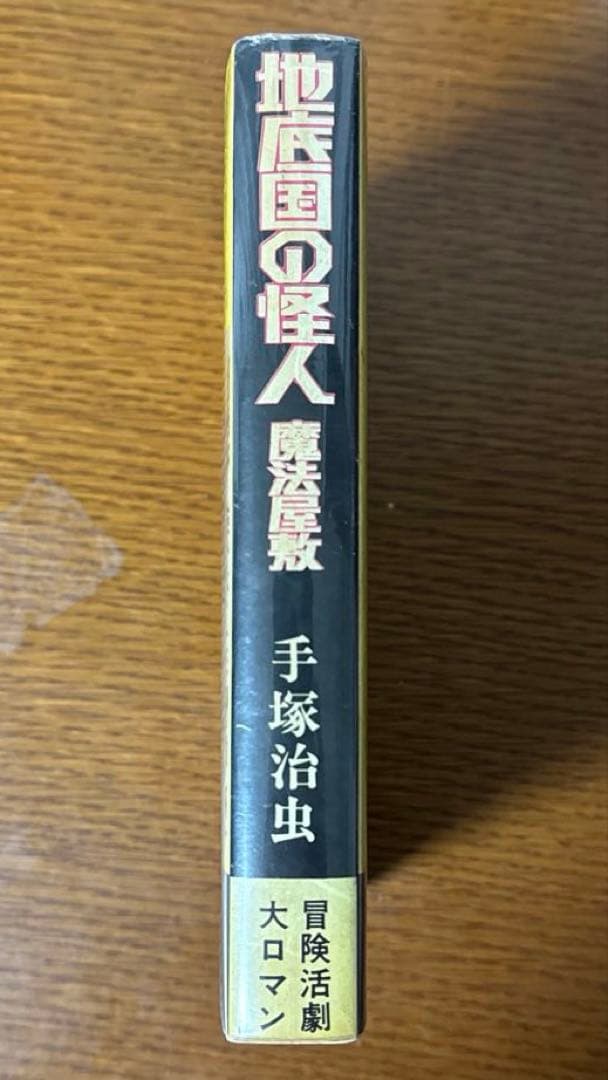 地底国の怪人
魔法屋敷
手塚治虫
冒険活劇
大ロマン